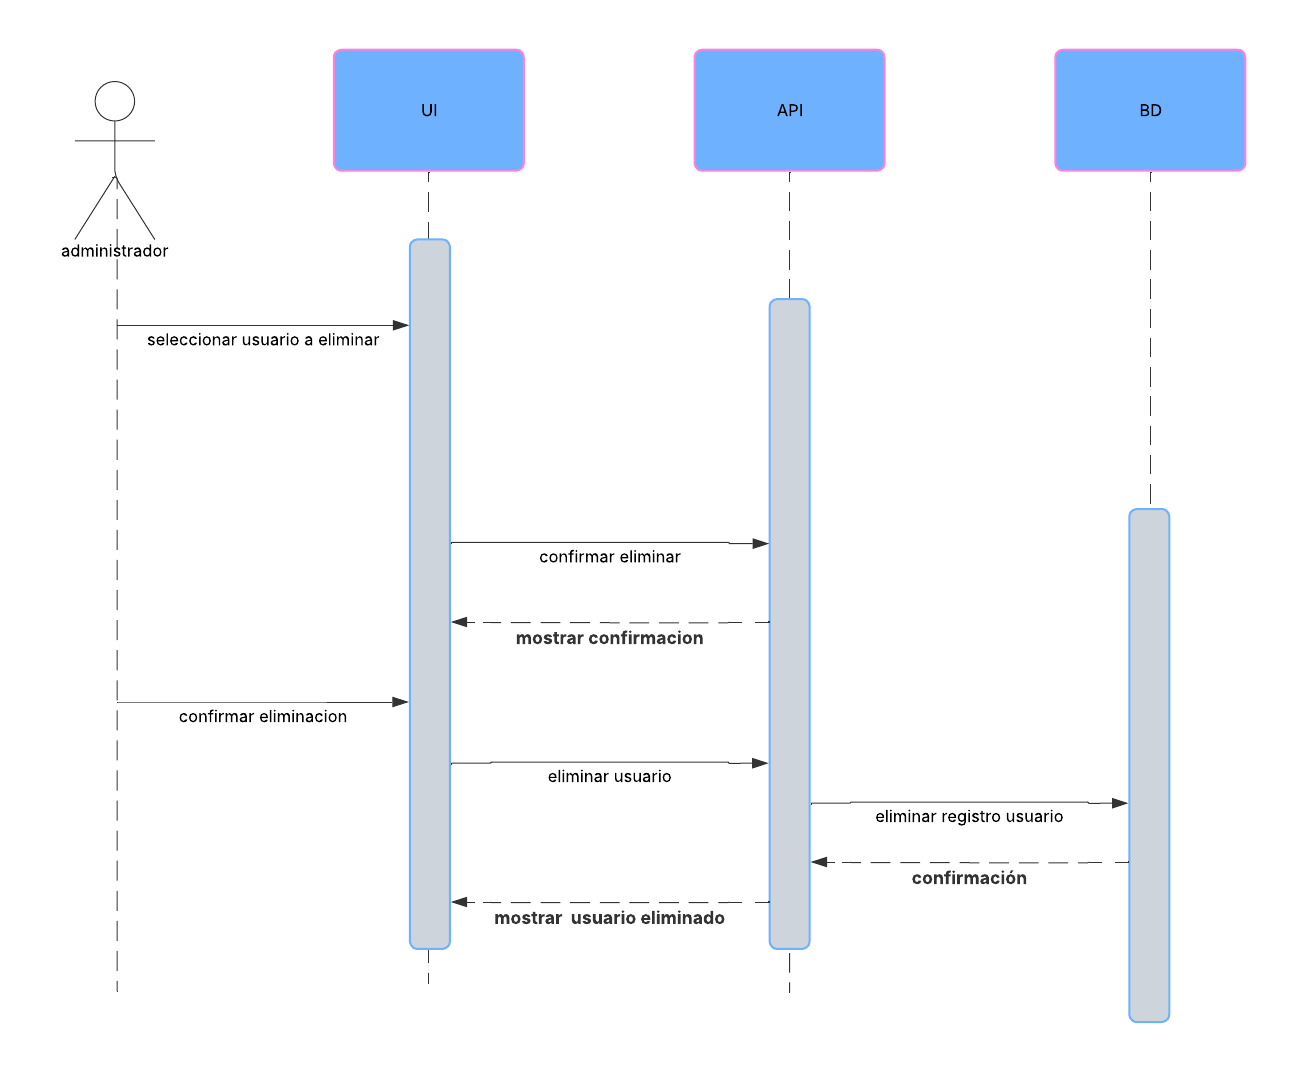 UI
API
BD
administrador
seleccionar usuario a eliminar
confirmar eliminar
mostrar confirmacion
confirmar eliminacion
eliminar usuario
eliminar registro usuario
confirmación
mostrar  usuario eliminado